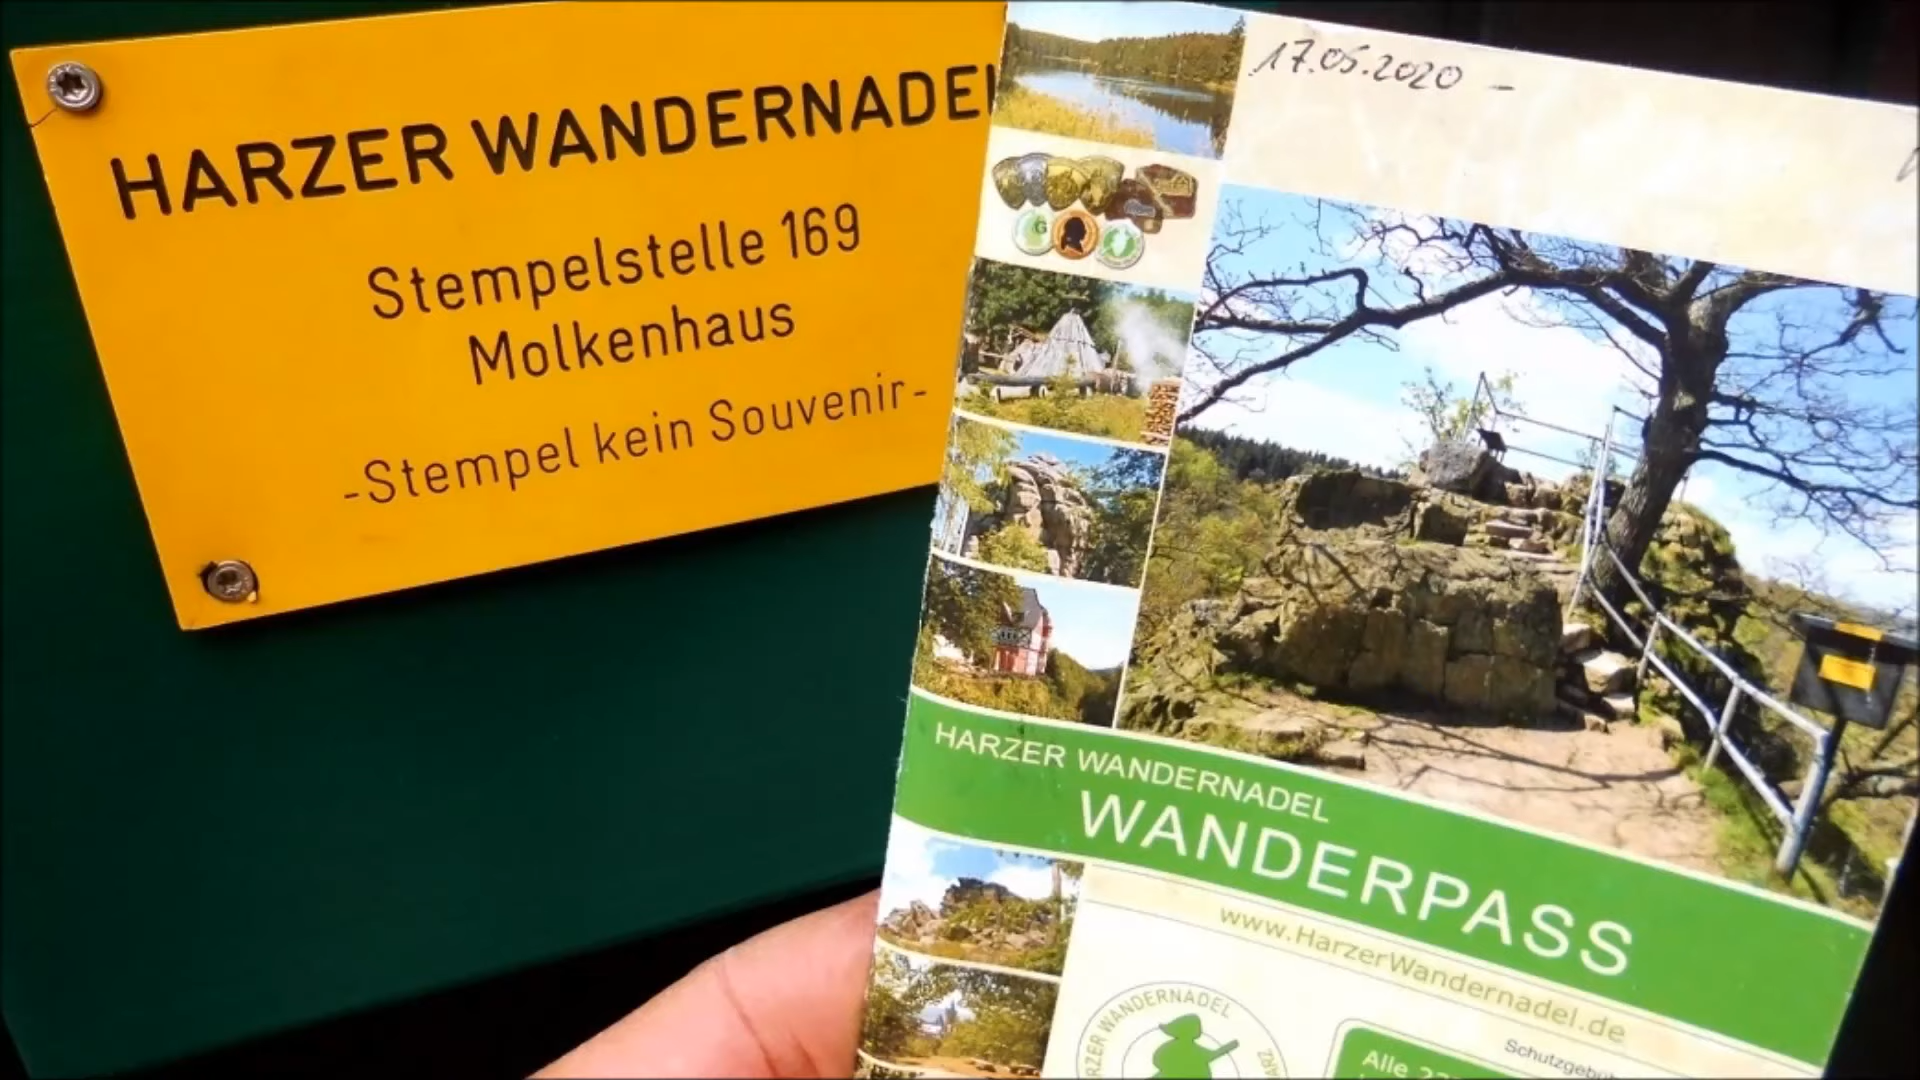 HARZER WANDERNADEL
Stempelstelle 169
Molkenhaus
-Stempel kein Souvenir-
17.05.2020 -
HARZER WANDERNADEL
WANDERPASS
www.HarzerWandernadel.de
HARZER WANDERNADEL
HARZ
Alle